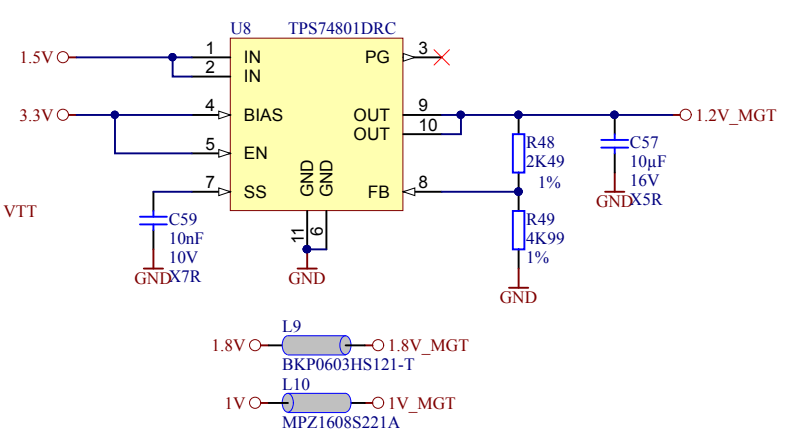 U8 TPS74801DRC
1.5V 1 IN PG 3
2 IN
3.3V 4 BIAS OUT 9 1.2V_MGT
OUT 10
R48 C57
5 EN 2K49 10µF
1% 16V
7 SS GND GND FB 8 GND X5R
VTT
C59 R49
10nF 11 6 4K99
10V 1%
GND X7R GND
GND
L9
1.8V 1.8V_MGT
BKP0603HS121-T
L10
1V 1V_MGT
MPZ1608S221A